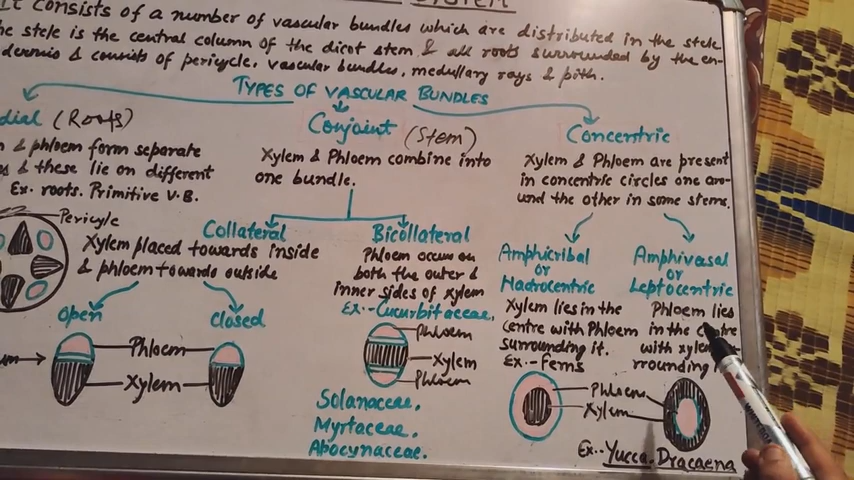 SYSTEM
It consists of a number of vascular bundles which are distributed in the stele
he stele is the central column of the dicot stem & all roots surrounded by the en-
dermis & consists of pericycle, vascular bundles, medullary rays & pith.
TYPES OF VASCULAR BUNDLES
dial (Roots)
n & phloem form separate
s & these lie on different
Ex. roots. Primitive V.B.
Pericycle
Conjoint (Stem)
Xylem & Phloem combine into
one bundle.
Collateral
Xylem placed towards inside
& phloem towards outside
open
closed
um
Phloem
Xylem
Bicollateral
Phloem occurs on
both the outer &
inner sides of xylem
Ex.- Cucurbitaceae,
Phloem
Xylem
Phloem
Solanaceae,
Myrtaceae,
Apocynaceae.
Concentric
Xylem & Phloem are present
in concentric circles one aro-
und the other in some stems.
Amphicribal
or
Hadrocentric
Xylem lies in the
centre with Phloem
surrounding it.
Ex.- Ferns
Amphivasal
or
Leptocentric
Phloem lies
in the centre
with xylem
rrounding
Phloem
Xylem
Ex.- Yucca, Dracaena